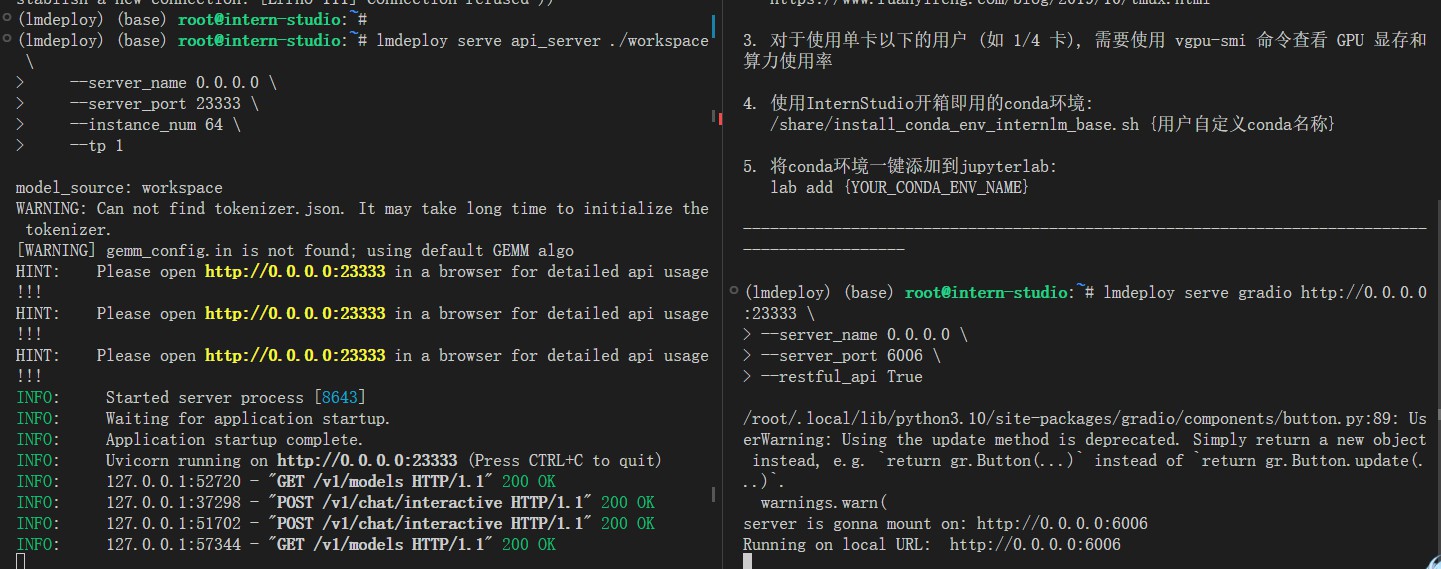 stablish a new connection: [Errno 111] Connection refused'))
(lmdeploy) (base) root@intern-studio:~#
(lmdeploy) (base) root@intern-studio:~# lmdeploy serve api_server ./workspace
\
>     --server_name 0.0.0.0 \
>     --server_port 23333 \
>     --instance_num 64 \
>     --tp 1
model_source: workspace
WARNING: Can not find tokenizer.json. It may take long time to initialize the
tokenizer.
[WARNING] gemm_config.in is not found; using default GEMM algo
HINT:    Please open http://0.0.0.0:23333 in a browser for detailed api usage
!!!
HINT:    Please open http://0.0.0.0:23333 in a browser for detailed api usage
!!!
HINT:    Please open http://0.0.0.0:23333 in a browser for detailed api usage
!!!
INFO:     Started server process [8643]
INFO:     Waiting for application startup.
INFO:     Application startup complete.
INFO:     Uvicorn running on http://0.0.0.0:23333 (Press CTRL+C to quit)
INFO:     127.0.0.1:52720 - "GET /v1/models HTTP/1.1" 200 OK
INFO:     127.0.0.1:37298 - "POST /v1/chat/interactive HTTP/1.1" 200 OK
INFO:     127.0.0.1:51702 - "POST /v1/chat/interactive HTTP/1.1" 200 OK
INFO:     127.0.0.1:57344 - "GET /v1/models HTTP/1.1" 200 OK
https://www.ruanyifeng.com/blog/2019/10/tmux.html
3. 对于使用单卡以下的用户 (如 1/4 卡), 需要使用 vgpu-smi 命令查看 GPU 显存和
算力使用率
4. 使用InternStudio开箱即用的conda环境:
/share/install_conda_env_internlm_base.sh {用户自定义conda名称}
5. 将conda环境一键添加到jupyterlab:
lab add {YOUR_CONDA_ENV_NAME}
(lmdeploy) (base) root@intern-studio:~# lmdeploy serve gradio http://0.0.0.0
:23333 \
> --server_name 0.0.0.0 \
> --server_port 6006 \
> --restful_api True
/root/.local/lib/python3.10/site-packages/gradio/components/button.py:89: Us
erWarning: Using the update method is deprecated. Simply return a new object
instead, e.g. `return gr.Button(...)` instead of `return gr.Button.update(.
..)`.
warnings.warn(
server is gonna mount on: http://0.0.0.0:6006
Running on local URL:  http://0.0.0.0:6006